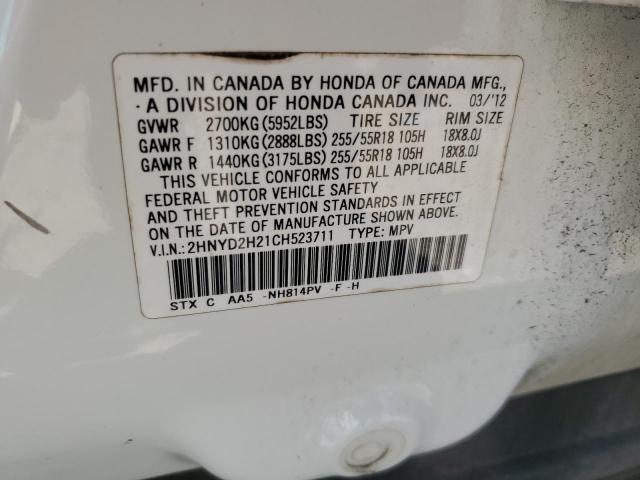 MFD. IN CANADA BY HONDA OF CANADA MFG.,
- A DIVISION OF HONDA CANADA INC. 03/'12
GVWR 2700KG(5952LBS) TIRE SIZE RIM SIZE
GAWR F 1310KG(2888LBS) 255/55R18 105H 18X8.0J
GAWR R 1440KG(3175LBS) 255/55R18 105H 18X8.0J
THIS VEHICLE CONFORMS TO ALL APPLICABLE
FEDERAL MOTOR VEHICLE SAFETY
AND THEFT PREVENTION STANDARDS IN EFFECT
ON THE DATE OF MANUFACTURE SHOWN ABOVE.
V.I.N.: 2HNYD2H21CH523711 TYPE: MPV
STX C AA5 -NH814PV -F -H